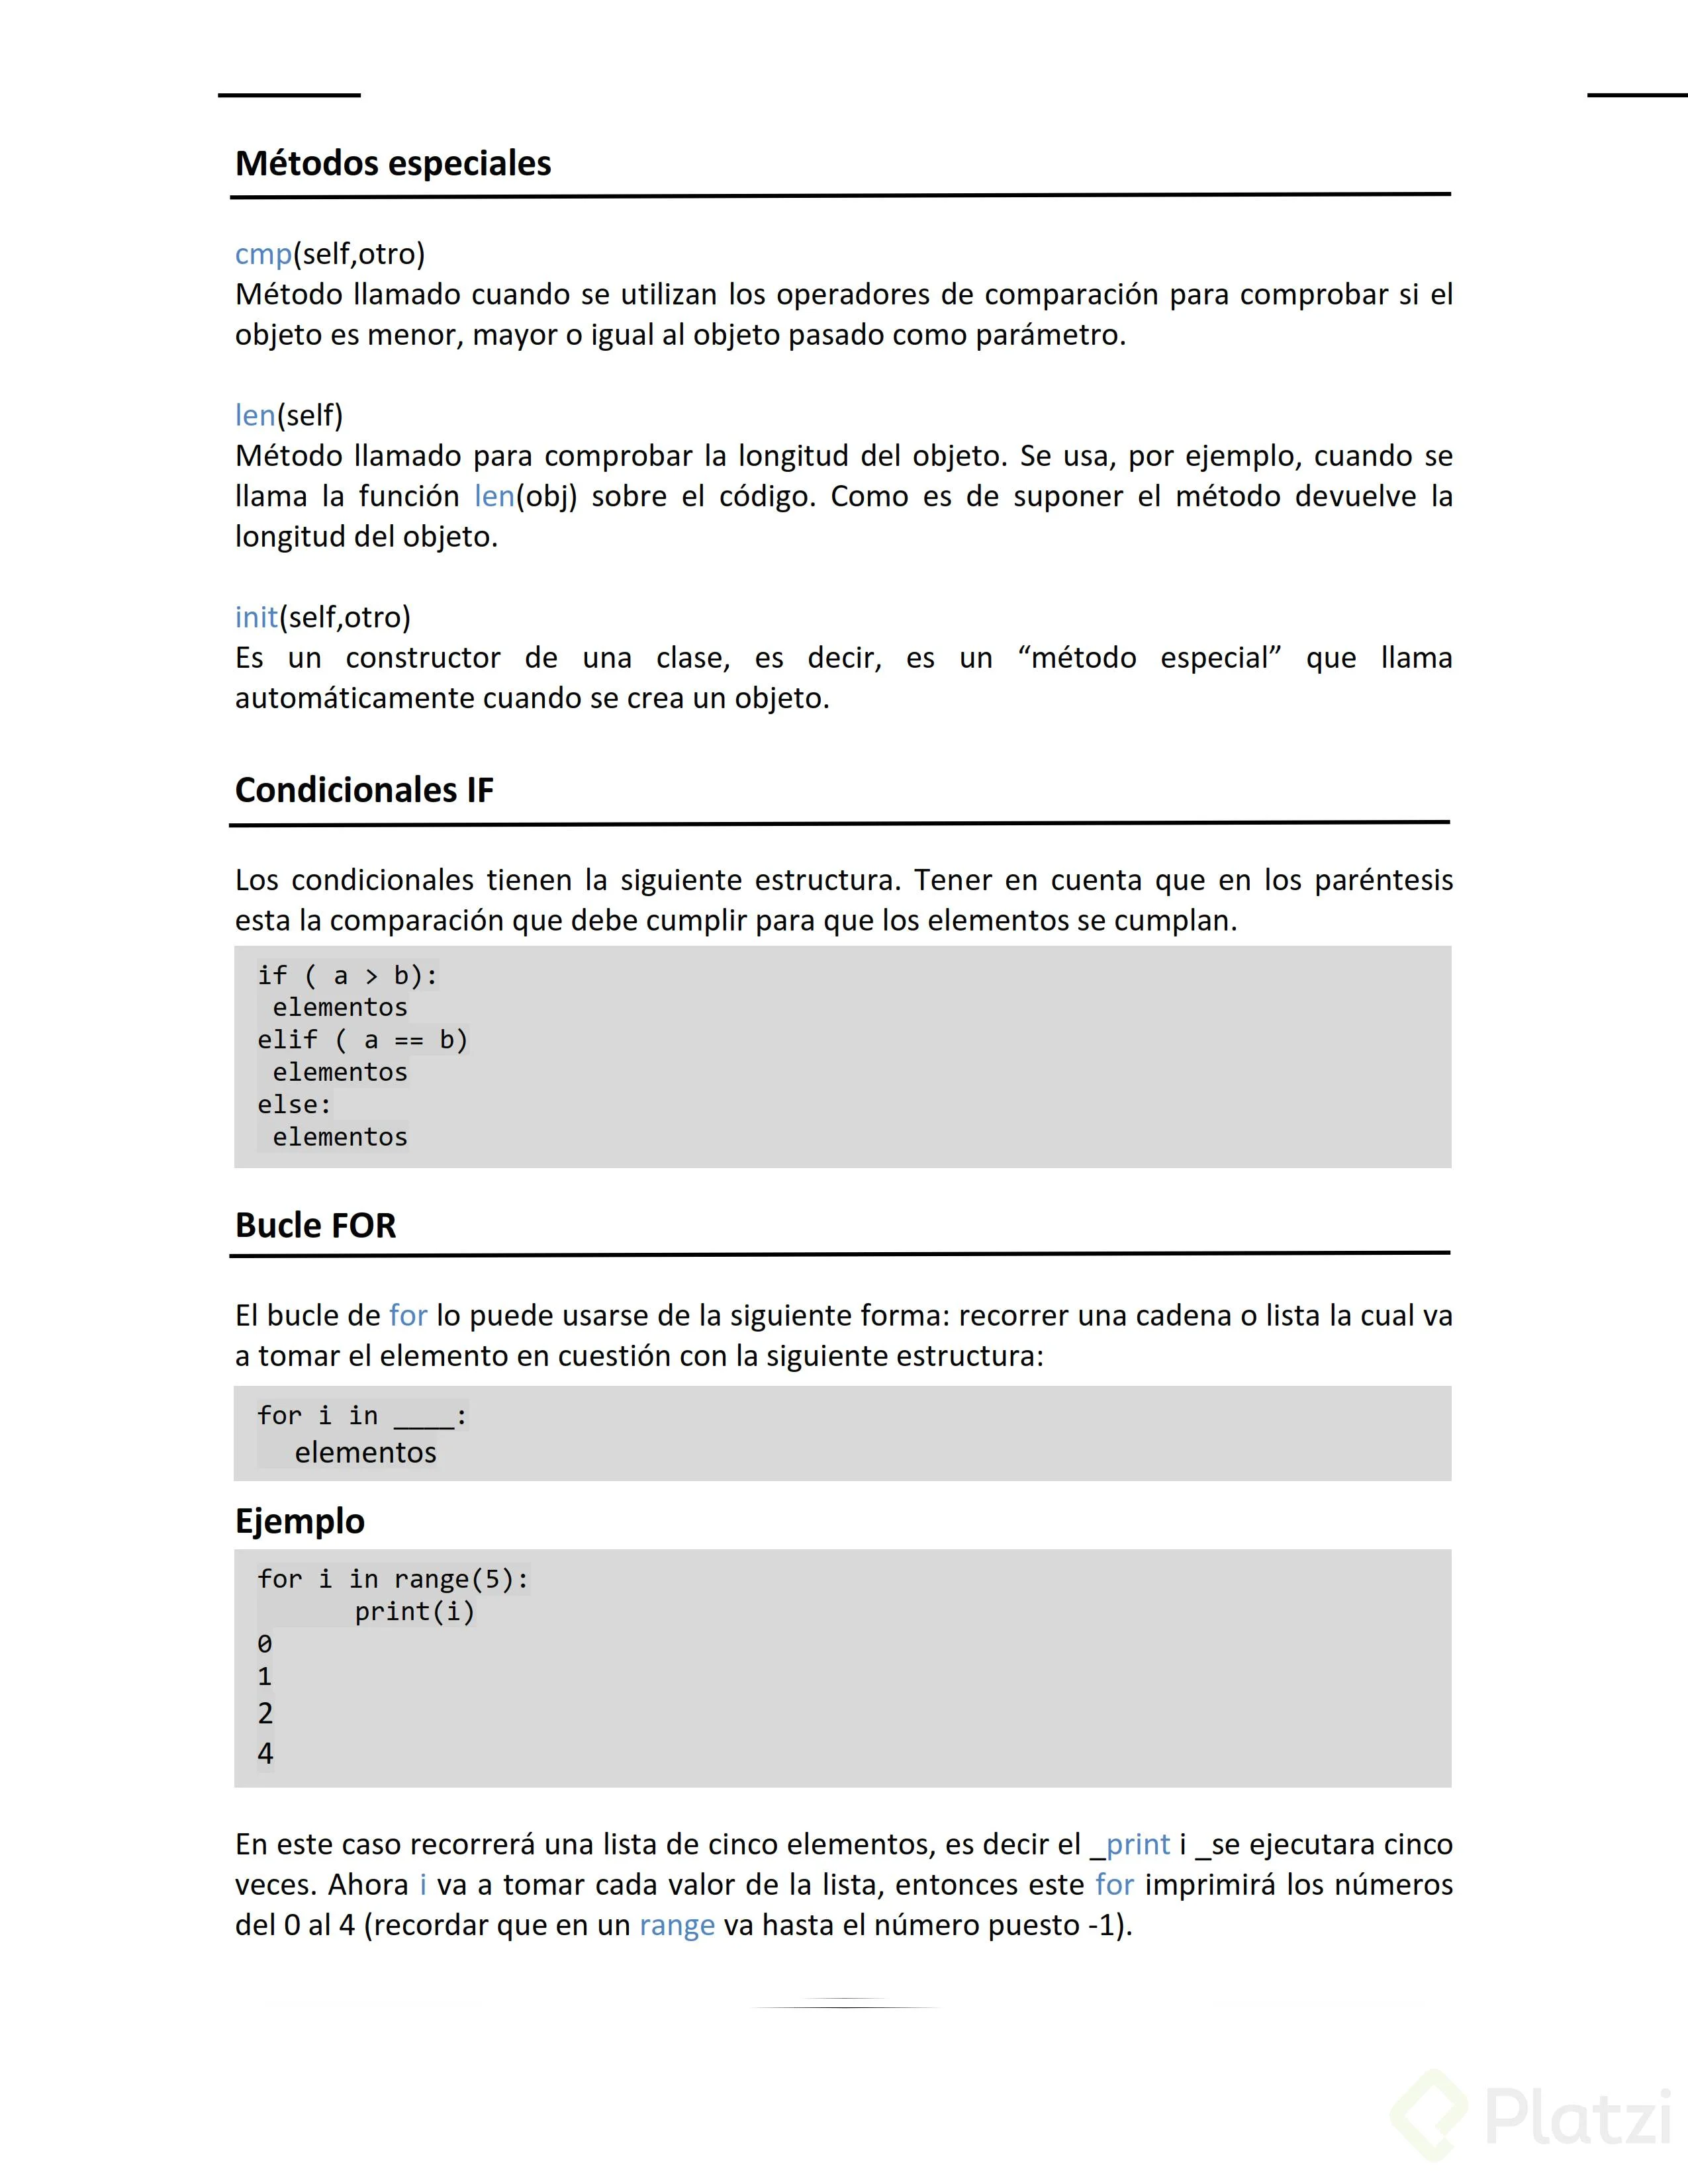 Métodos especiales
cmp(self,otro)
Método llamado cuando se utilizan los operadores de comparación para comprobar si el
objeto es menor, mayor o igual al objeto pasado como parámetro.
len(self)
Método llamado para comprobar la longitud del objeto. Se usa, por ejemplo, cuando se
llama la función len(obj) sobre el código. Como es de suponer el método devuelve la
longitud del objeto.
init(self,otro)
Es un constructor de una clase, es decir, es un “método especial” que llama
automáticamente cuando se crea un objeto.
Condicionales IF
Los condicionales tienen la siguiente estructura. Tener en cuenta que en los paréntesis
esta la comparación que debe cumplir para que los elementos se cumplan.
if ( a > b):
 elementos
elif ( a == b)
 elementos
else:
 elementos
Bucle FOR
El bucle de for lo puede usarse de la siguiente forma: recorrer una cadena o lista la cual va
a tomar el elemento en cuestión con la siguiente estructura:
for i in ____:
 elementos
Ejemplo
for i in range(5):
 print(i)
0
1
2
4
En este caso recorrerá una lista de cinco elementos, es decir el _print i _se ejecutara cinco
veces. Ahora i va a tomar cada valor de la lista, entonces este for imprimirá los números
del 0 al 4 (recordar que en un range va hasta el número puesto -1).
Platzi